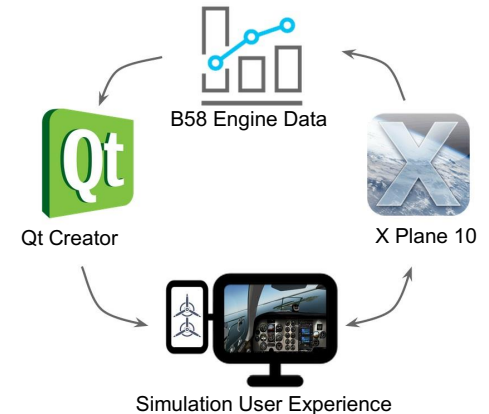 B58 Engine Data
Qt
X
Qt Creator
X Plane 10
Simulation User Experience